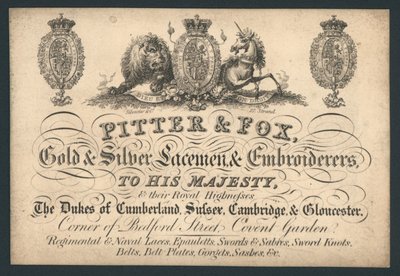 PITTER & FOX,
Gold & Silver Lacemen, & Embroiderers,
TO HIS MAJESTY,
& their Royal Highnesses
The Dukes of Cumberland, Sussex, Cambridge, & Gloucester.
Corner of Bedford Street, Covent Garden
Regimental & Naval Laces, Epauletts, Swords & Sabres, Sword Knots,
Belts, Belt Plates, Gorgets, Sashes, &c.